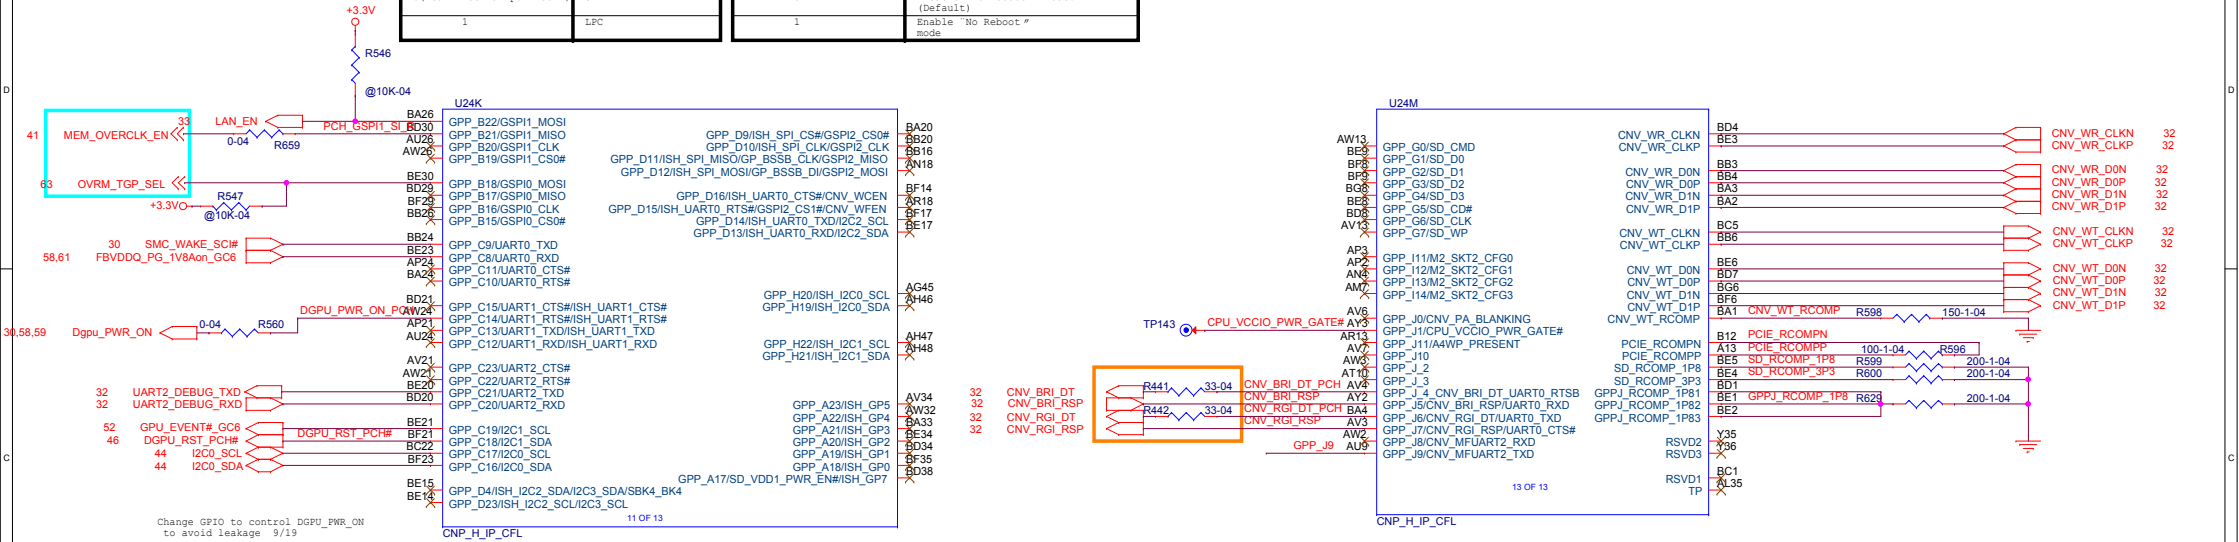 (Default)
1 LPC
1 Enable ¨No Reboot〃
mode
+3.3V
R546
@10K-04
D
D
33
LAN_EN
PCH_GSPI1_SI_R
41 MEM_OVERCLK_EN
0-04
R659
63 OVRM_TGP_SEL
R547
+3.3V
@10K-04
30 SMC_WAKE_SCI#
58,61 FBVDDQ_PG_1V8Aon_GC6
DGPU_PWR_ON_PCH
30,58,59 Dgpu_PWR_ON
0-04
R560
32 UART2_DEBUG_TXD
32 UART2_DEBUG_RXD
52 GPU_EVENT#_GC6
46 DGPU_RST_PCH#
DGPU_RST_PCH#
44 I2C0_SCL
44 I2C0_SDA
C
C
Change GPIO to control DGPU_PWR_ON
to avoid leakage 9/19
U24K
BA26 GPP_B22/GSPI1_MOSI
BD30 GPP_B21/GSPI1_MISO
AU26 GPP_B20/GSPI1_CLK
AW26 GPP_B19/GSPI1_CS0#
BE30 GPP_B18/GSPI0_MOSI
BD29 GPP_B17/GSPI0_MISO
BF29 GPP_B16/GSPI0_CLK
BB26 GPP_B15/GSPI0_CS0#
BB24 GPP_C9/UART0_TXD
BE23 GPP_C8/UART0_RXD
AP24 GPP_C11/UART0_CTS#
BA24 GPP_C10/UART0_RTS#
BD21 GPP_C15/UART1_CTS#/ISH_UART1_CTS#
AW24 GPP_C14/UART1_RTS#/ISH_UART1_RTS#
AP21 GPP_C13/UART1_TXD/ISH_UART1_TXD
AU24 GPP_C12/UART1_RXD/ISH_UART1_RXD
AV21 GPP_C23/UART2_CTS#
AW21 GPP_C22/UART2_RTS#
BE20 GPP_C21/UART2_TXD
BD20 GPP_C20/UART2_RXD
BE21 GPP_C19/I2C1_SCL
BF21 GPP_C18/I2C1_SDA
BC22 GPP_C17/I2C0_SCL
BF23 GPP_C16/I2C0_SDA
BE15 GPP_D4/ISH_I2C2_SDA/I2C3_SDA/SBK4_BK4
BE14 GPP_D23/ISH_I2C2_SCL/I2C3_SCL
GPP_D9/ISH_SPI_CS#/GSPI2_CS0# BA20
GPP_D10/ISH_SPI_CLK/GSPI2_CLK BB20
GPP_D11/ISH_SPI_MISO/GP_BSSB_CLK/GSPI2_MISO BB16
GPP_D12/ISH_SPI_MOSI/GP_BSSB_DI/GSPI2_MOSI AN18
GPP_D16/ISH_UART0_CTS#/CNV_WCEN BF14
GPP_D15/ISH_UART0_RTS#/GSPI2_CS1#/CNV_WFEN AR18
GPP_D14/ISH_UART0_TXD/I2C2_SCL BF17
GPP_D13/ISH_UART0_RXD/I2C2_SDA BE17
GPP_H20/ISH_I2C0_SCL AG45
GPP_H19/ISH_I2C0_SDA AH46
GPP_H22/ISH_I2C1_SCL AH47
GPP_H21/ISH_I2C1_SDA AH48
GPP_A23/ISH_GP5 AV34
GPP_A22/ISH_GP4 AW32
GPP_A21/ISH_GP3 BA33
GPP_A20/ISH_GP2 BE34
GPP_A19/ISH_GP1 BD34
GPP_A18/ISH_GP0 BF35
GPP_A17/SD_VDD1_PWR_EN#/ISH_GP7 BD38
11 OF 13
CNP_H_IP_CFL
TP143
CPU_VCCIO_PWR_GATE#
32 CNV_BRI_DT R441 33-04 CNV_BRI_DT_PCH
32 CNV_BRI_RSP CNV_BRI_RSP
32 CNV_RGI_DT R442 33-04 CNV_RGI_DT_PCH
32 CNV_RGI_RSP CNV_RGI_RSP
GPP_J9
U24M
AW13 GPP_G0/SD_CMD
BE9 GPP_G1/SD_D0
BF8 GPP_G2/SD_D1
BF9 GPP_G3/SD_D2
BG8 GPP_G4/SD_D3
BE8 GPP_G5/SD_CD#
BD8 GPP_G6/SD_CLK
AV13 GPP_G7/SD_WP
AP3 GPP_I11/M2_SKT2_CFG0
AP2 GPP_I12/M2_SKT2_CFG1
AN4 GPP_I13/M2_SKT2_CFG2
AM7 GPP_I14/M2_SKT2_CFG3
AV6 GPP_J0/CNV_PA_BLANKING
AY3 GPP_J1/CPU_VCCIO_PWR_GATE#
AR13 GPP_J11/A4WP_PRESENT
AV7 GPP_J10
AW3 GPP_J_2
AT10 GPP_J_3
AV4 GPP_J_4_CNV_BRI_DT_UART0_RTSB
AY2 GPP_J5/CNV_BRI_RSP/UART0_RXD
BA4 GPP_J6/CNV_RGI_DT/UART0_TXD
AV3 GPP_J7/CNV_RGI_RSP/UART0_CTS#
AW2 GPP_J8/CNV_MFUART2_RXD
AU9 GPP_J9/CNV_MFUART2_TXD
CNV_WR_CLKN BD4 CNV_WR_CLKN 32
CNV_WR_CLKP BE3 CNV_WR_CLKP 32
CNV_WR_D0N BB3 CNV_WR_D0N 32
CNV_WR_D0P BB4 CNV_WR_D0P 32
CNV_WR_D1N BA3 CNV_WR_D1N 32
CNV_WR_D1P BA2 CNV_WR_D1P 32
CNV_WT_CLKN BC5 CNV_WT_CLKN 32
CNV_WT_CLKP BB6 CNV_WT_CLKP 32
CNV_WT_D0N BE6 CNV_WT_D0N 32
CNV_WT_D0P BD7 CNV_WT_D0P 32
CNV_WT_D1N BG6 CNV_WT_D1N 32
CNV_WT_D1P BF6 CNV_WT_D1P 32
CNV_WT_RCOMP BA1 CNV_WT_RCOMP R598 150-1-04
PCIE_RCOMPN B12 PCIE_RCOMPN
PCIE_RCOMPP A13 PCIE_RCOMPP 100-1-04 R596
SD_RCOMP_1P8 BE5 SD_RCOMP_1P8 R599 200-1-04
SD_RCOMP_3P3 BE4 SD_RCOMP_3P3 R600 200-1-04
GPPJ_RCOMP_1P81 BD1
GPPJ_RCOMP_1P82 BE1 GPPJ_RCOMP_1P8 R629 200-1-04
GPPJ_RCOMP_1P83 BE2
RSVD2 Y35
RSVD3 Y36
RSVD1 BC1
TP AL35
13 OF 13
CNP_H_IP_CFL